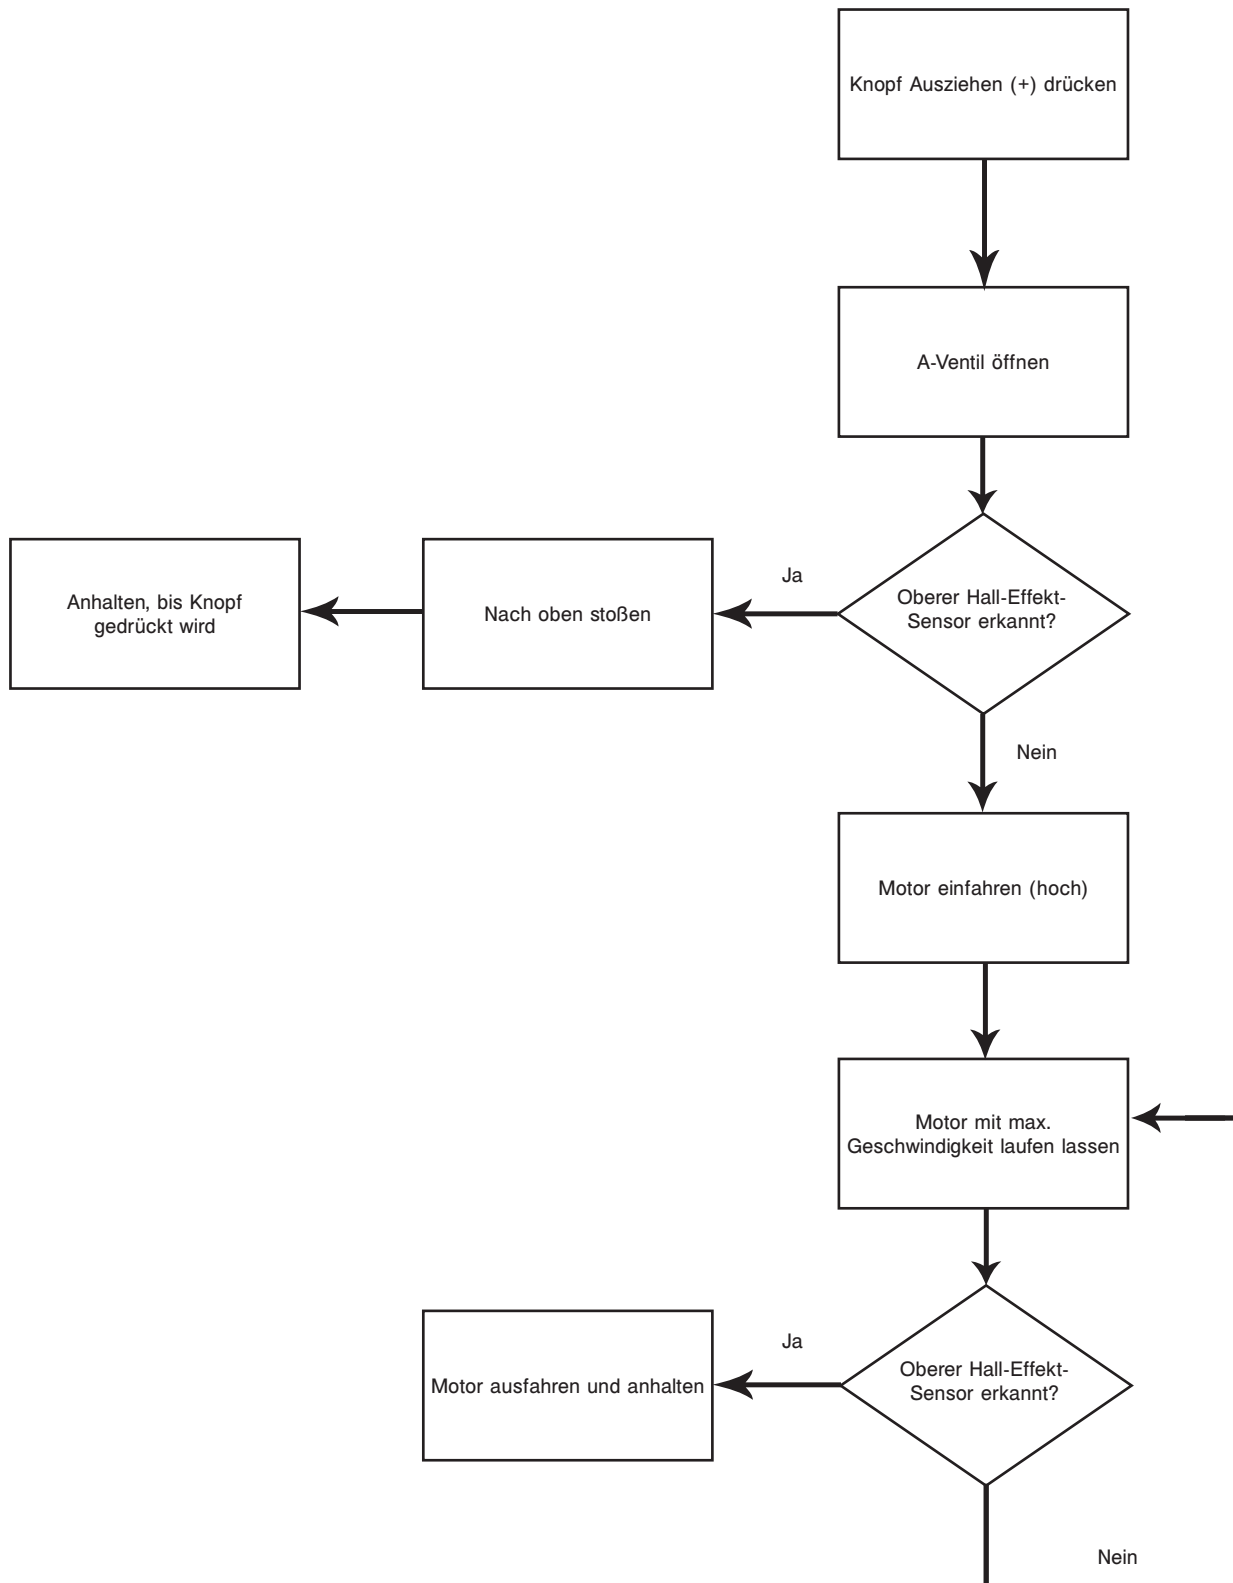 Knopf Ausziehen (+) drücken
A-Ventil öffnen
Oberer Hall-Effekt-
Sensor erkannt?
Ja
Nach oben stoßen
Anhalten, bis Knopf
gedrückt wird
Nein
Motor einfahren (hoch)
Motor mit max.
Geschwindigkeit laufen lassen
Oberer Hall-Effekt-
Sensor erkannt?
Ja
Motor ausfahren und anhalten
Nein